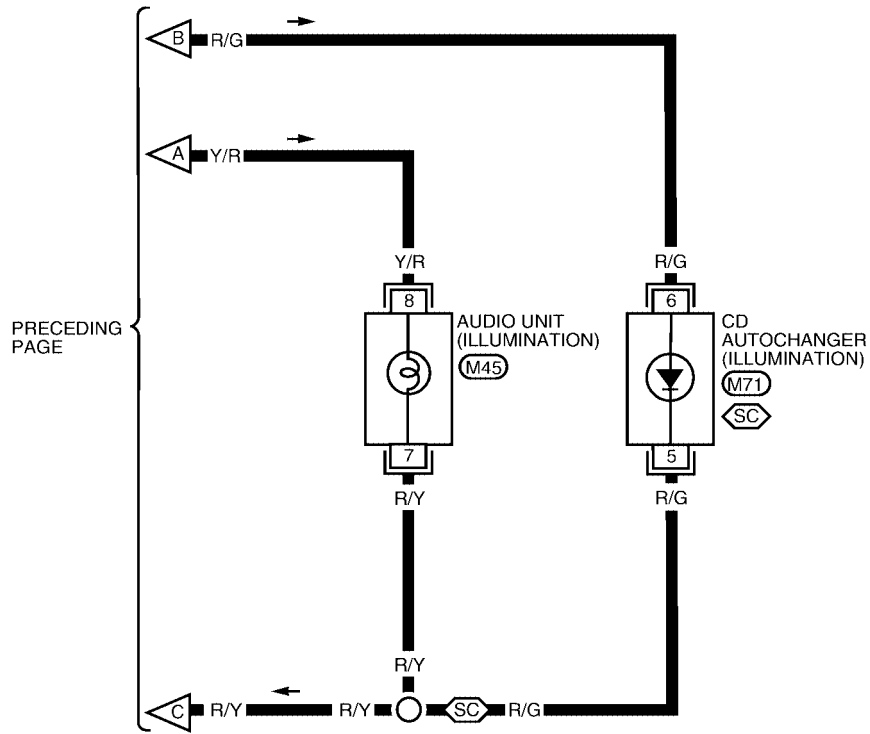 B
R/G
A
Y/R
Y/R
R/G
8
6
AUDIO UNIT
(ILLUMINATION)
M45
CD
AUTOCHANGER
(ILLUMINATION)
M71
SC
PRECEDING
PAGE
7
5
R/Y
R/G
R/Y
C
R/Y
R/Y
SC
R/G